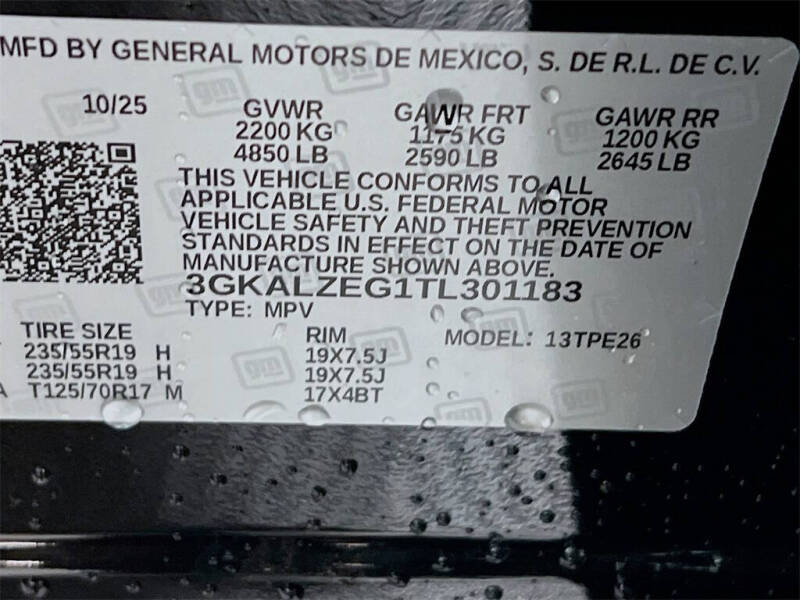 MFD BY GENERAL MOTORS DE MEXICO, S. DE R.L. DE C.V.
10/25 GVWR GAWR FRT GAWR RR
2200 KG 1175 KG 1200 KG
4850 LB 2590 LB 2645 LB
THIS VEHICLE CONFORMS TO ALL
APPLICABLE U.S. FEDERAL MOTOR
VEHICLE SAFETY AND THEFT PREVENTION
STANDARDS IN EFFECT ON THE DATE OF
MANUFACTURE SHOWN ABOVE.
3GKALZEG1TL301183
TYPE: MPV
TIRE SIZE RIM MODEL: 13TPE26
235/55R19 H 19X7.5J
235/55R19 H 19X7.5J
T125/70R17 M 17X4BT